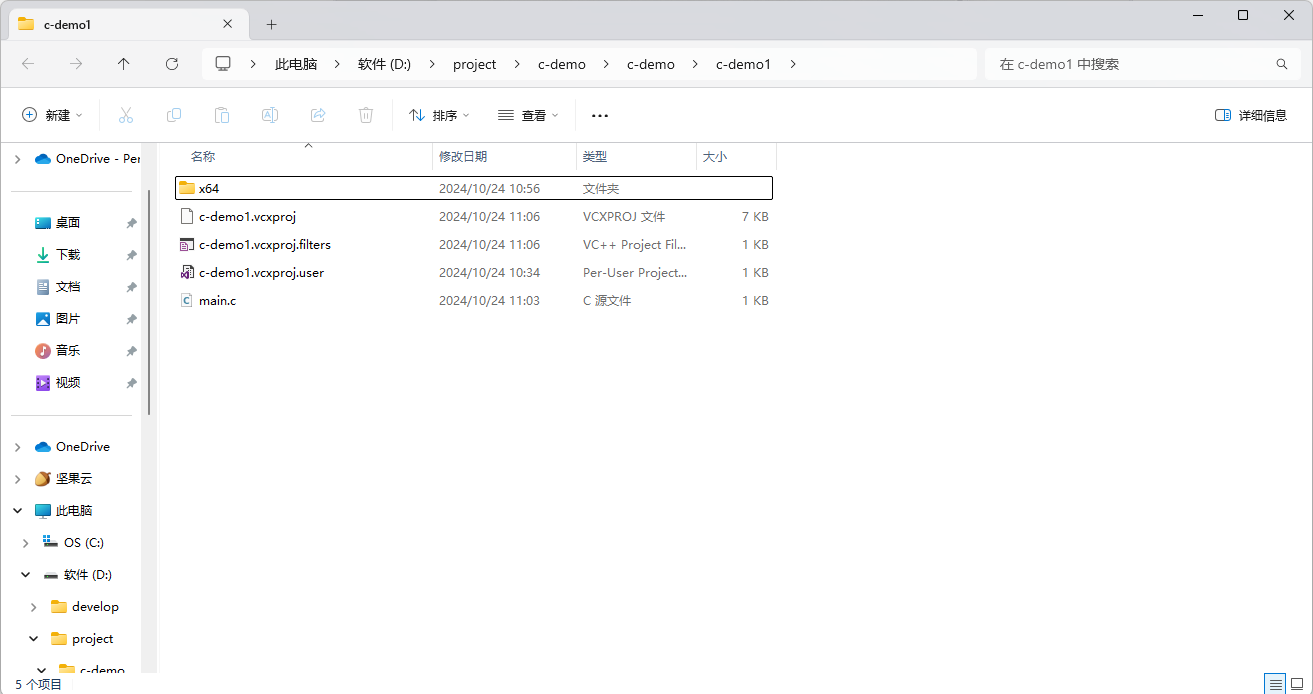 c-demo1
此电脑 软件 (D:) project c-demo c-demo c-demo1
在 c-demo1 中搜索
新建 排序 查看 详细信息
名称 修改日期 类型 大小
x64 2024/10/24 10:56 文件夹
c-demo1.vcxproj 2024/10/24 11:06 VCXPROJ 文件 7 KB
c-demo1.vcxproj.filters 2024/10/24 11:06 VC++ Project Fil... 1 KB
c-demo1.vcxproj.user 2024/10/24 10:34 Per-User Project... 1 KB
main.c 2024/10/24 11:03 C 源文件 1 KB
OneDrive - Per
桌面
下载
文档
图片
音乐
视频
OneDrive
坚果云
此电脑
OS (C:)
软件 (D:)
develop
project
c-demo
5 个项目